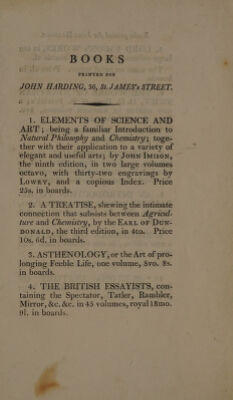 BOOKS
PRINTED FOR
JOHN HARDING, 36, St. JAMES's STREET.
1. ELEMENTS OF SCIENCE AND
ART; being a familiar Introduction to
Natural Philosophy and Chemistry; toge-
ther with their application to a variety of
elegant and useful arts; by JOHN IMISON,
the ninth edition, in two large volumes
octavo, with thirty-two engravings by
LOWRY, and a copious Index. Price
25s. in boards.
2. A TREATISE, shewing the intimate
connection that subsists between Agricul-
ture and Chemistry, by the EARL OF DUN-
DONALD, the third edition, in 4to. Price
10s. 6d. in boards.
3. ASTHENOLOGY, or the Art of pro-
longing Feeble Life, one volume, 8vo. 8s.
in boards.
4. THE BRITISH ESSAYISTS, con-
taining the Spectator, Tatler, Rambler,
Mirror, &c. &c. in 45 volumes, royal 18mo.
9l. in boards.